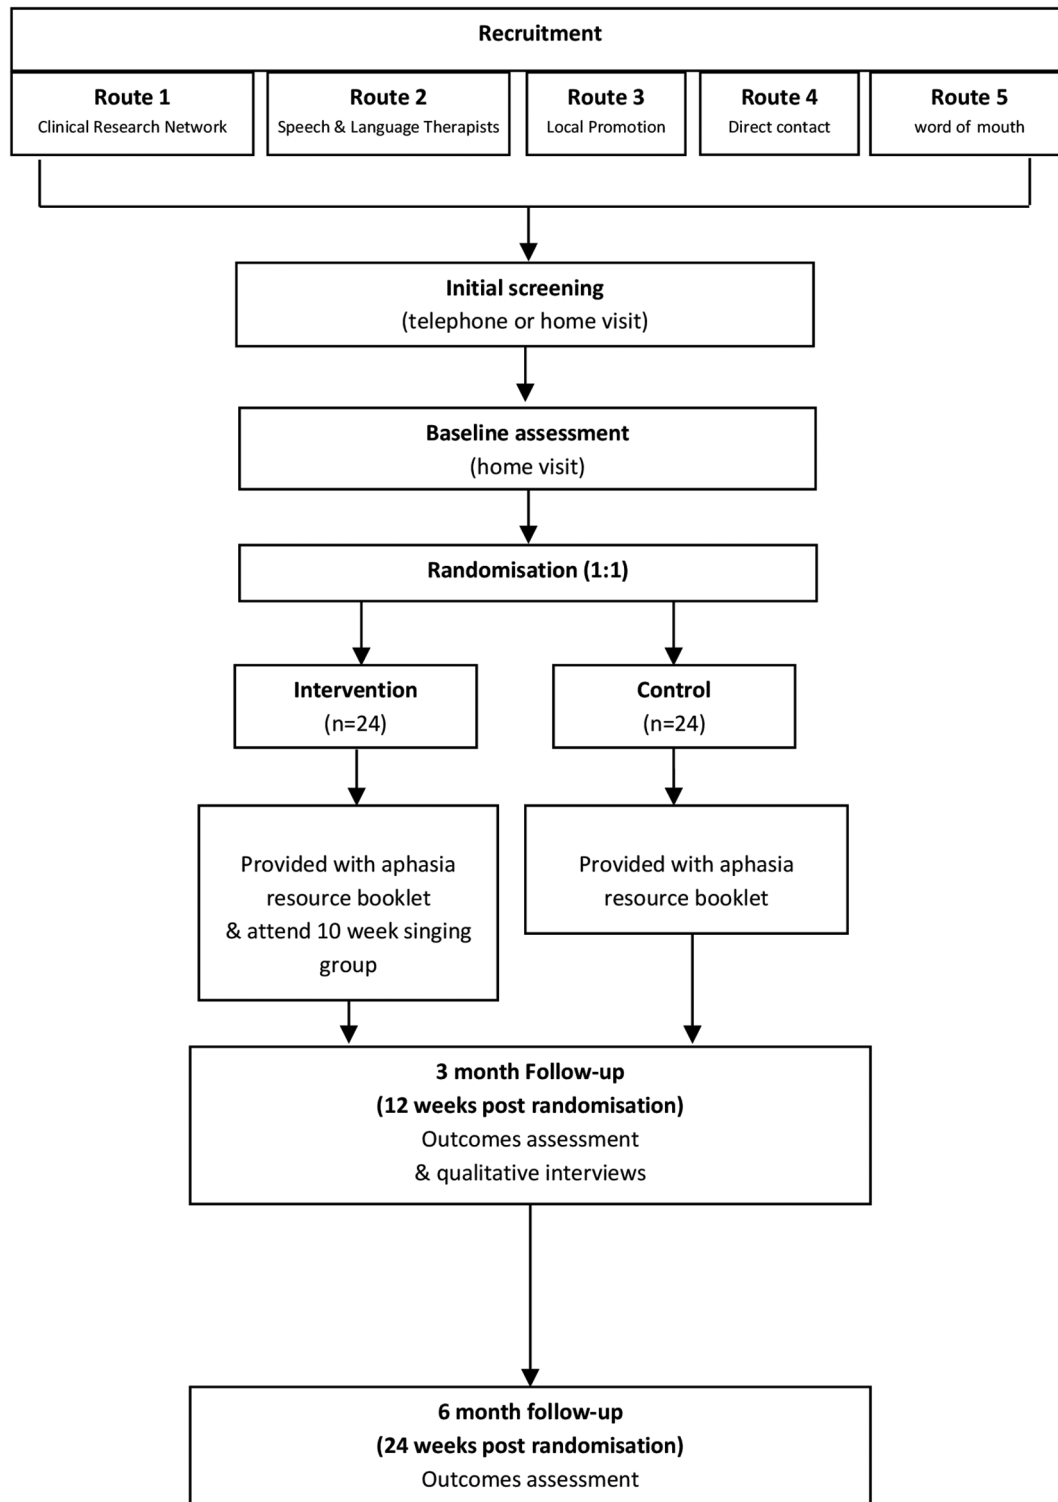 Recruitment
Route 1
Clinical Research Network
Route 2
Speech & Language Therapists
Route 3
Local Promotion
Route 4
Direct contact
Route 5
word of mouth
Initial screening
(telephone or home visit)
Baseline assessment
(home visit)
Randomisation (1:1)
Intervention
(n=24)
Control
(n=24)
Provided with aphasia
resource booklet
& attend 10 week singing
group
Provided with aphasia
resource booklet
3 month Follow-up
(12 weeks post randomisation)
Outcomes assessment
& qualitative interviews
6 month follow-up
(24 weeks post randomisation)
Outcomes assessment